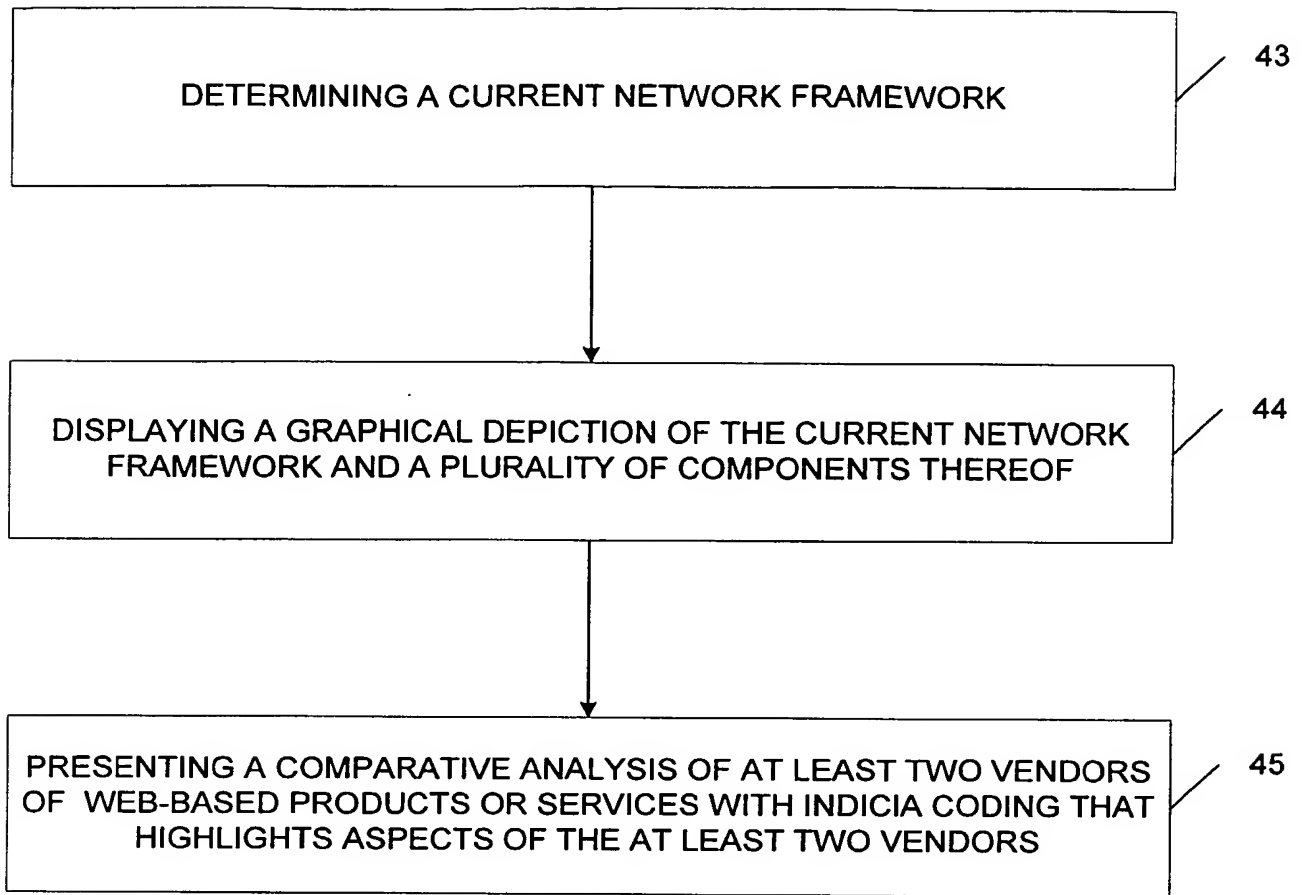 DETERMINING A CURRENT NETWORK FRAMEWORK
43
DISPLAYING A GRAPHICAL DEPICTION OF THE CURRENT NETWORK
FRAMEWORK AND A PLURALITY OF COMPONENTS THEREOF
44
PRESENTING A COMPARATIVE ANALYSIS OF AT LEAST TWO VENDORS
OF WEB-BASED PRODUCTS OR SERVICES WITH INDICIA CODING THAT
HIGHLIGHTS ASPECTS OF THE AT LEAST TWO VENDORS
45